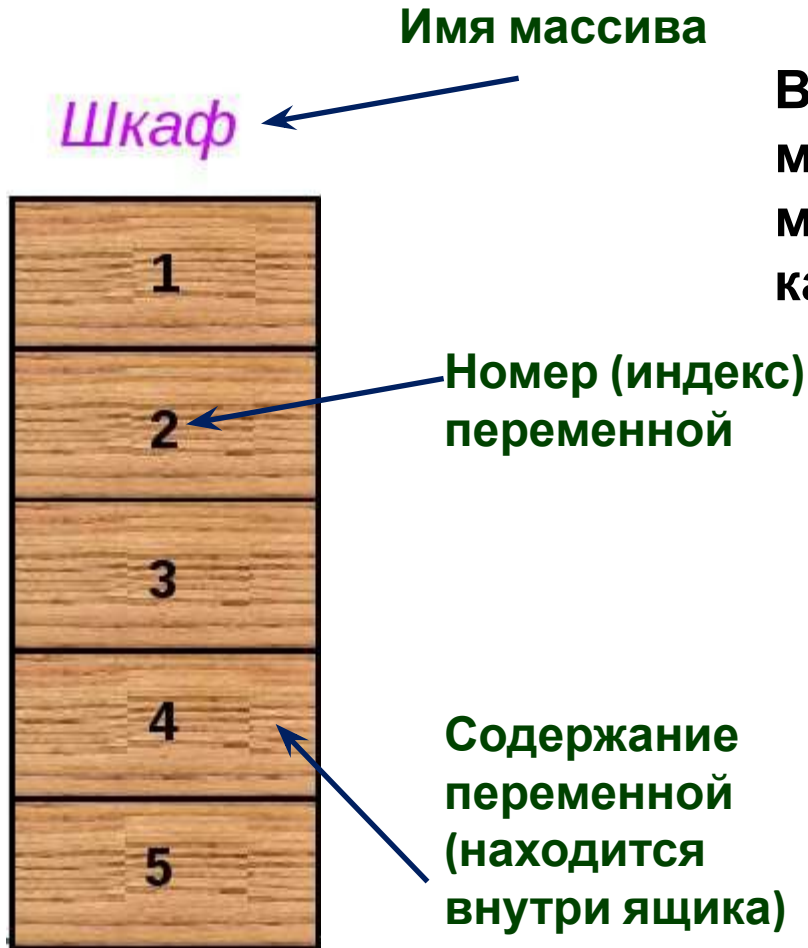 Имя массива
Шкаф
1
Номер (индекс)
переменной
2
3
4
Содержание
переменной
(находится
внутри ящика)
5